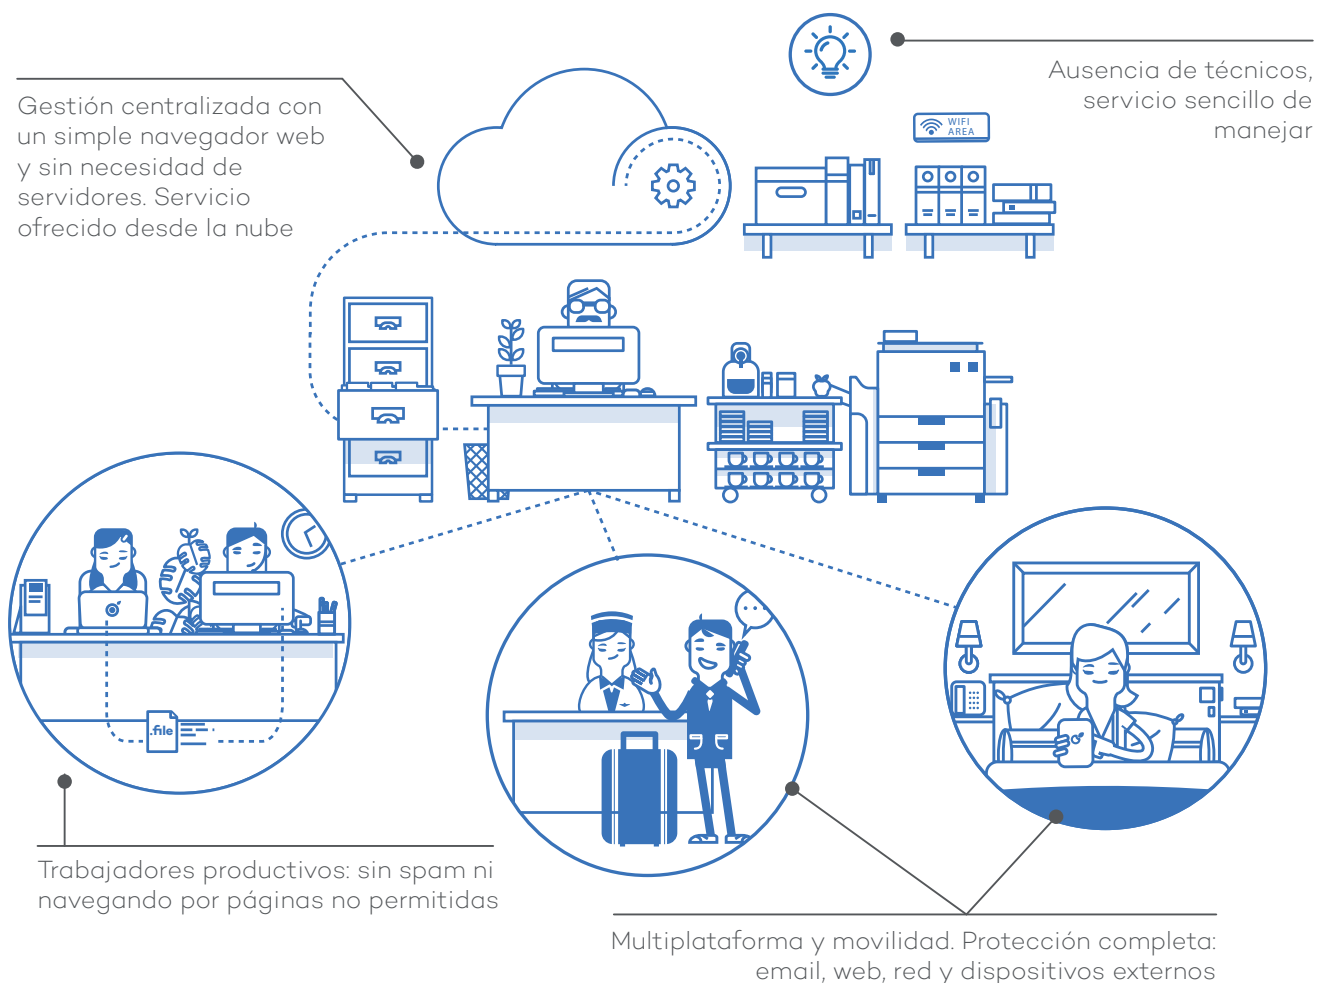 Gestión centralizada con
un simple navegador web
y sin necesidad de
servidores. Servicio
ofrecido desde la nube
Ausencia de técnicos,
servicio sencillo de
manejar
WIFI
AREA
.file
Trabajadores productivos: sin spam ni
navegando por páginas no permitidas
Multiplataforma y movilidad. Protección completa:
email, web, red y dispositivos externos